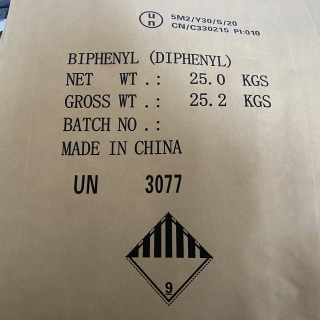 un 5M2/Y30/S/20
CN/C330215 PI:010
BIPHENYL (DIPHENYL)
NET WT.: 25.0 KGS
GROSS WT.: 25.2 KGS
BATCH NO.:
MADE IN CHINA
UN 3077
9